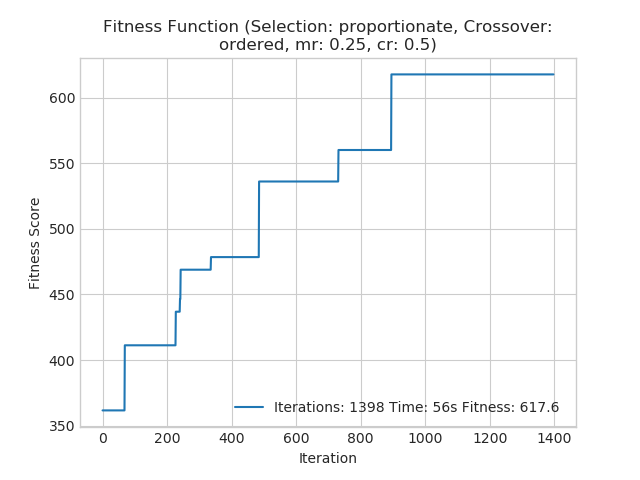 Fitness Function (Selection: proportionate, Crossover:
ordered, mr: 0.25, cr: 0.5)
Fitness Score
600
550
500
450
400
350
Iterations: 1398 Time: 56s Fitness: 617.6
0 200 400 600 800 1000 1200 1400
Iteration